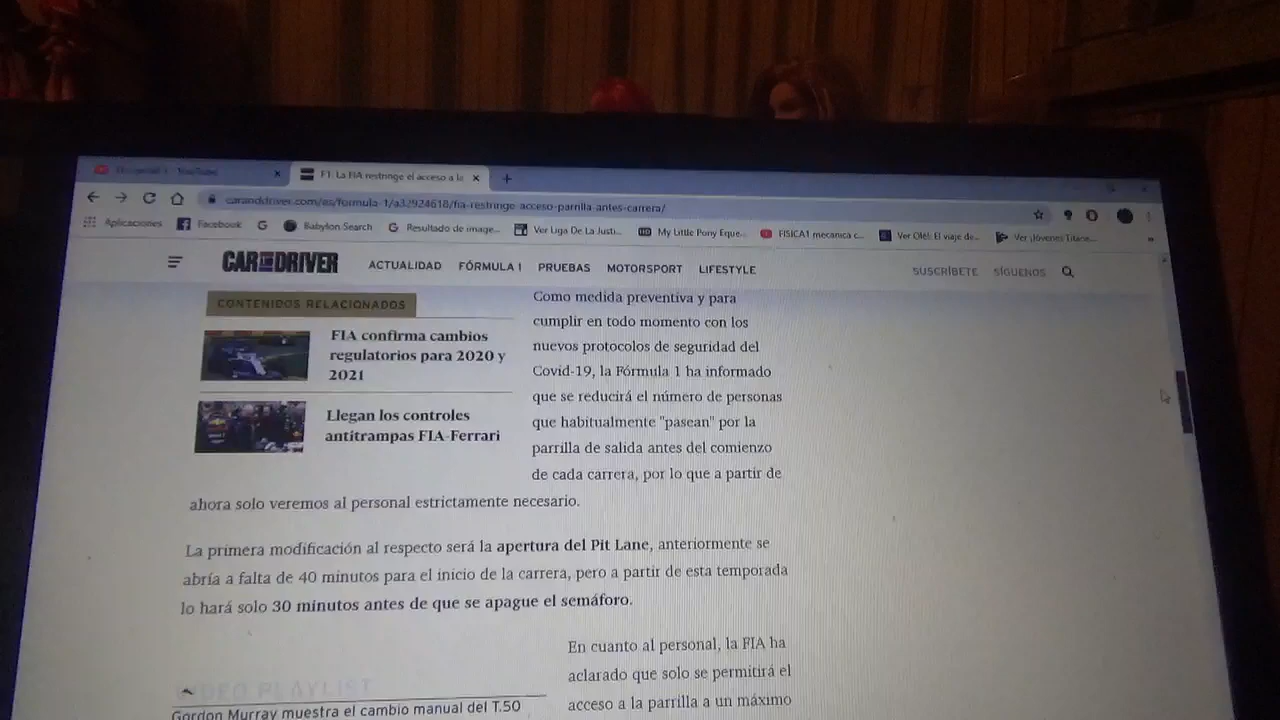 YouTube
F1: La FIA restringe el acceso a la
caranddriver.com/es/formula-1/a32924618/fia-restringe-acceso-parrilla-antes-carrera/
Aplicaciones
Facebook
Babylon Search
Resultado de image...
Ver Liga De La Justi...
My Little Pony Eque...
FISICA1 mecanica c...
Ver Olé!: El viaje de...
Ver ¡Jóvenes Titane...
»
CAR AND DRIVER
ACTUALIDAD
FÓRMULA 1
PRUEBAS
MOTORSPORT
LIFESTYLE
SUSCRÍBETE
SÍGUENOS
CONTENIDOS RELACIONADOS
FIA confirma cambios
regulatorios para 2020 y
2021
Llegan los controles
antitrampas FIA-Ferrari
Como medida preventiva y para
cumplir en todo momento con los
nuevos protocolos de seguridad del
Covid-19, la Fórmula 1 ha informado
que se reducirá el número de personas
que habitualmente "pasean" por la
parrilla de salida antes del comienzo
de cada carrera, por lo que a partir de
ahora solo veremos al personal estrictamente necesario.
La primera modificación al respecto será la apertura del Pit Lane, anteriormente se
abría a falta de 40 minutos para el inicio de la carrera, pero a partir de esta temporada
lo hará solo 30 minutos antes de que se apague el semáforo.
En cuanto al personal, la FIA ha
aclarado que solo se permitirá el
acceso a la parrilla a un máximo
VIDEO PLAYLIST
Gordon Murray muestra el cambio manual del T.50